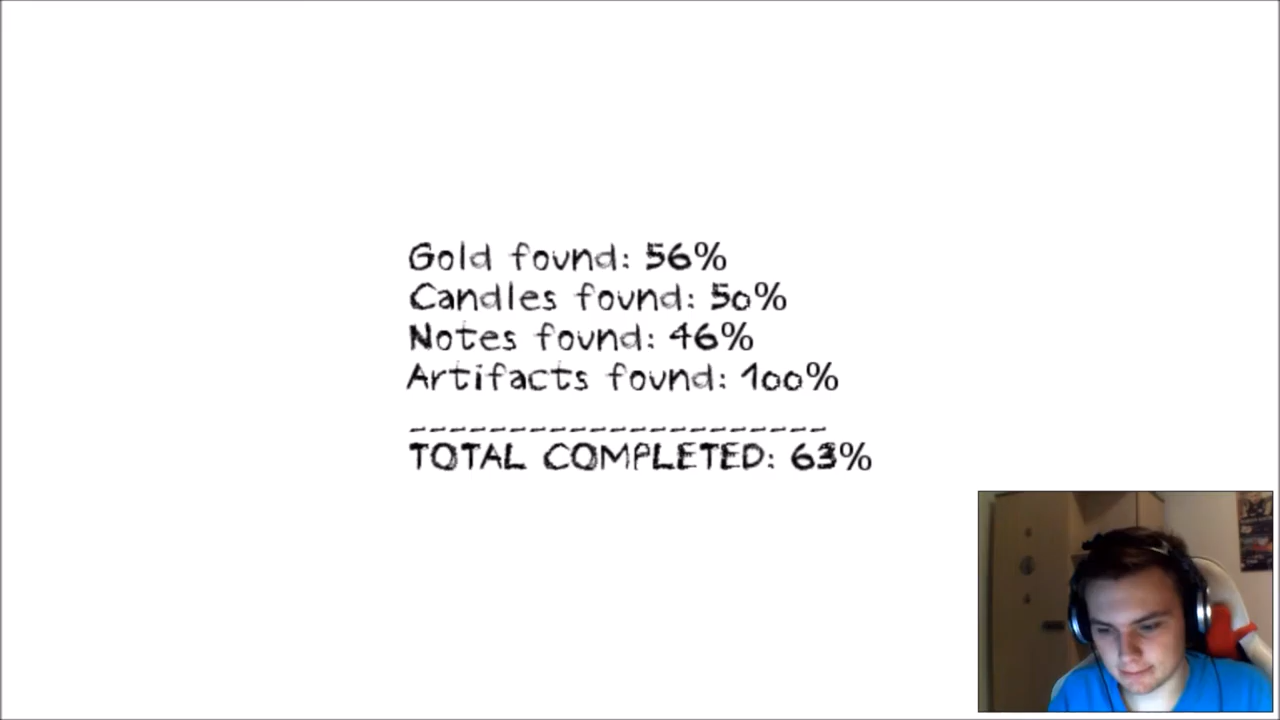 Gold found: 56%
Candles found: 50%
Notes found: 46%
Artifacts found: 100%
_ _ _ _ _ _ _ _ _ _ _ _ _ _ _ _ _ _ _ _ _
TOTAL COMPLETED: 63%